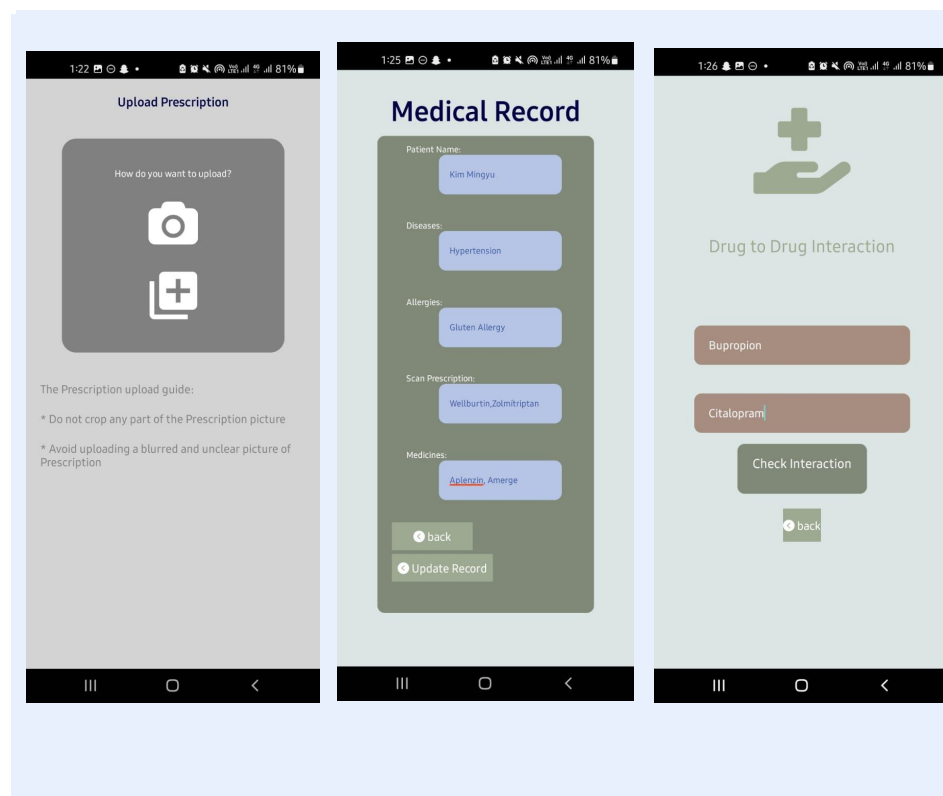 1:22
81%
Upload Prescription
How do you want to upload?
The Prescription upload guide:
* Do not crop any part of the Prescription picture
* Avoid uploading a blurred and unclear picture of
Prescription
1:25
81%
Medical Record
Patient Name:
Kim Mingyu
Diseases:
Hypertension
Allergies:
Gluten Allergy
Scan Prescription:
Wellburtin,Zolmitriptan
Medicines:
Aplenzin, Amerge
back
Update Record
1:26
81%
Drug to Drug Interaction
Bupropion
Citalopram
Check Interaction
back